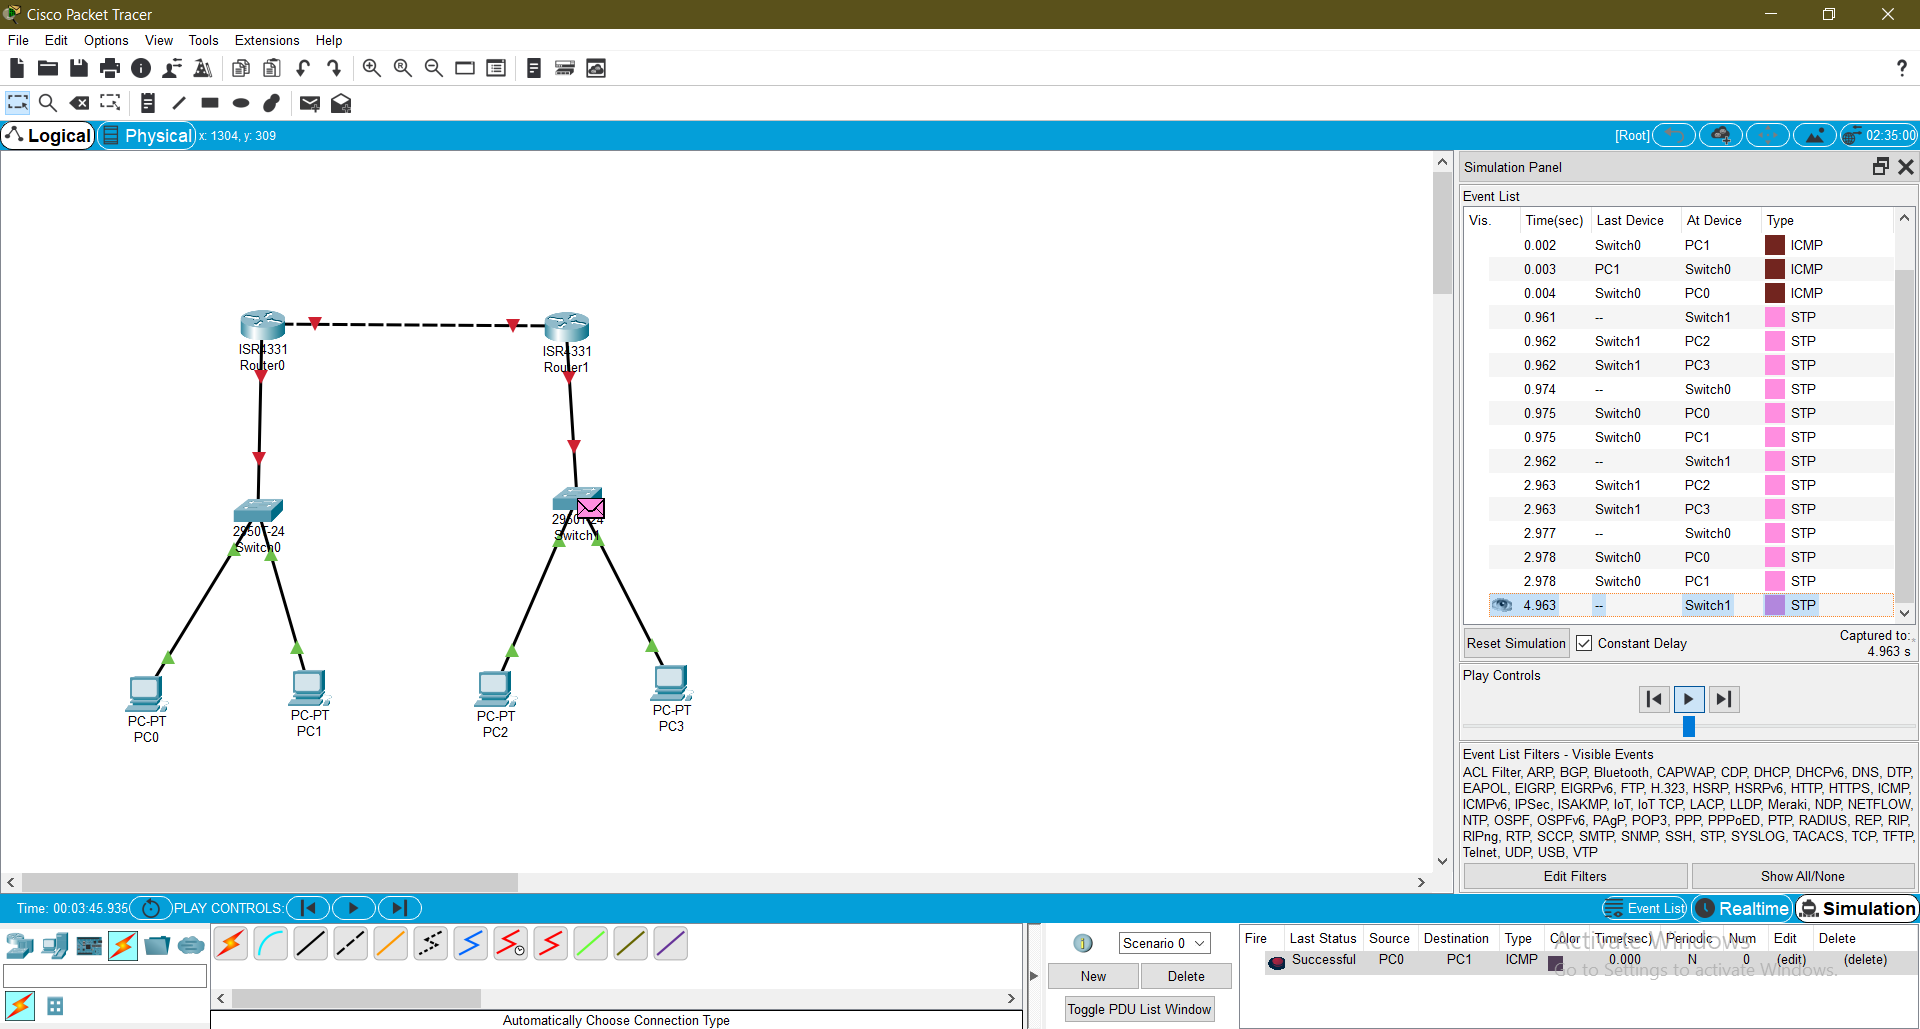 Cisco Packet Tracer
File Edit Options View Tools Extensions Help
?
Logical Physical x: 1304, y: 309 [Root] 02:35:00
Simulation Panel
Event List
Vis. Time(sec) Last Device At Device Type
0.002 Switch0 PC1 ICMP
0.003 PC1 Switch0 ICMP
0.004 Switch0 PC0 ICMP
0.961 -- Switch1 STP
0.962 Switch1 PC2 STP
0.962 Switch1 PC3 STP
0.974 -- Switch0 STP
0.975 Switch0 PC0 STP
0.975 Switch0 PC1 STP
2.962 -- Switch1 STP
2.963 Switch1 PC2 STP
2.963 Switch1 PC3 STP
2.977 -- Switch0 STP
2.978 Switch0 PC0 STP
2.978 Switch0 PC1 STP
4.963 -- Switch1 STP
Reset Simulation Constant Delay Captured to:
4.963 s
Play Controls
Event List Filters - Visible Events
ACL Filter, ARP, BGP, Bluetooth, CAPWAP, CDP, DHCP, DHCPv6, DNS, DTP,
EAPOL, EIGRP, EIGRPv6, FTP, H.323, HSRP, HSRPv6, HTTP, HTTPS, ICMP,
ICMPv6, IPSec, ISAKMP, IoT, IoT TCP, LACP, LLDP, Meraki, NDP, NETFLOW,
NTP, OSPF, OSPFv6, PAgP, POP3, PPP, PPPoED, PTP, RADIUS, REP, RIP,
RIPng, RTP, SCCP, SMTP, SNMP, SSH, STP, SYSLOG, TACACS, TCP, TFTP,
Telnet, UDP, USB, VTP
Edit Filters Show All/None
ISR4331
Router0
ISR4331
Router1
2950T-24
Switch0
2950T-24
Switch1
PC-PT
PC0
PC-PT
PC1
PC-PT
PC2
PC-PT
PC3
Time: 00:03:45.935 PLAY CONTROLS: Event List Realtime Simulation
Scenario 0
New Delete
Toggle PDU List Window
Fire Last Status Source Destination Type Color Time(sec) Periodic Num Edit Delete
Successful PC0 PC1 ICMP 0.000 N 0 (edit) (delete)
Activate Windows
Go to Settings to activate Windows.
Automatically Choose Connection Type